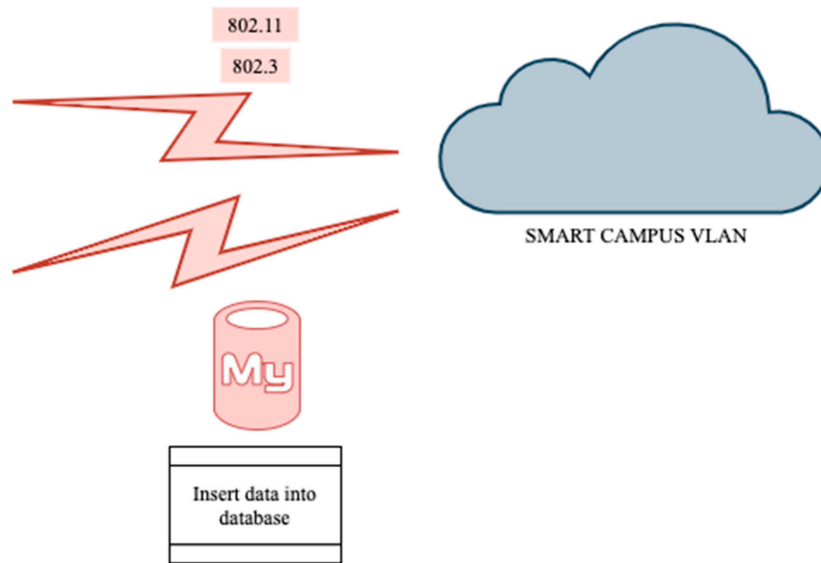 802.11
802.3
SMART CAMPUS VLAN
My
Insert data into
database